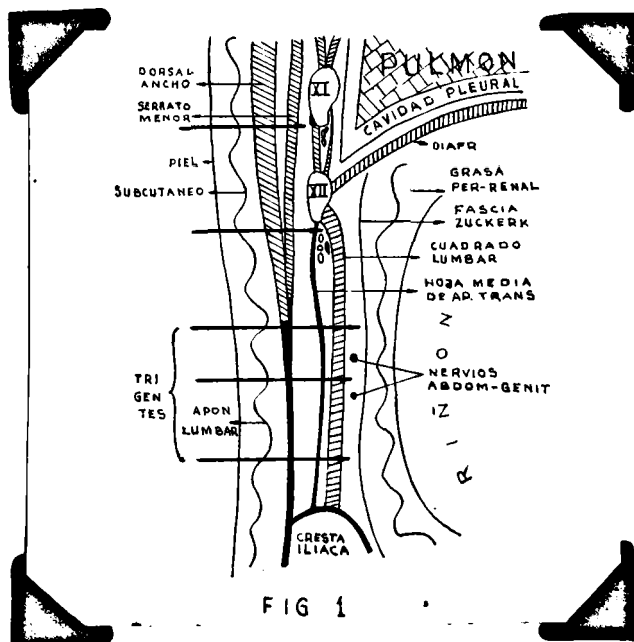 PULMON
CAVIDAD PLEURAL
DORSAL
ANCHO
XI
SERRATO
MENOR
DIAFR
PIEL
GRASA
PER-RENAL
SUBCUTANEO
XII
FASCIA
ZUCKERK
CUADRADO
LUMBAR
HOJA MEDIA
DE AP. TRANS
RIÑON
TRI
GEN
TES
NERVIOS
ABDOM-GENIT
APON
LUMBAR
CRESTA
ILIACA
FIG 1